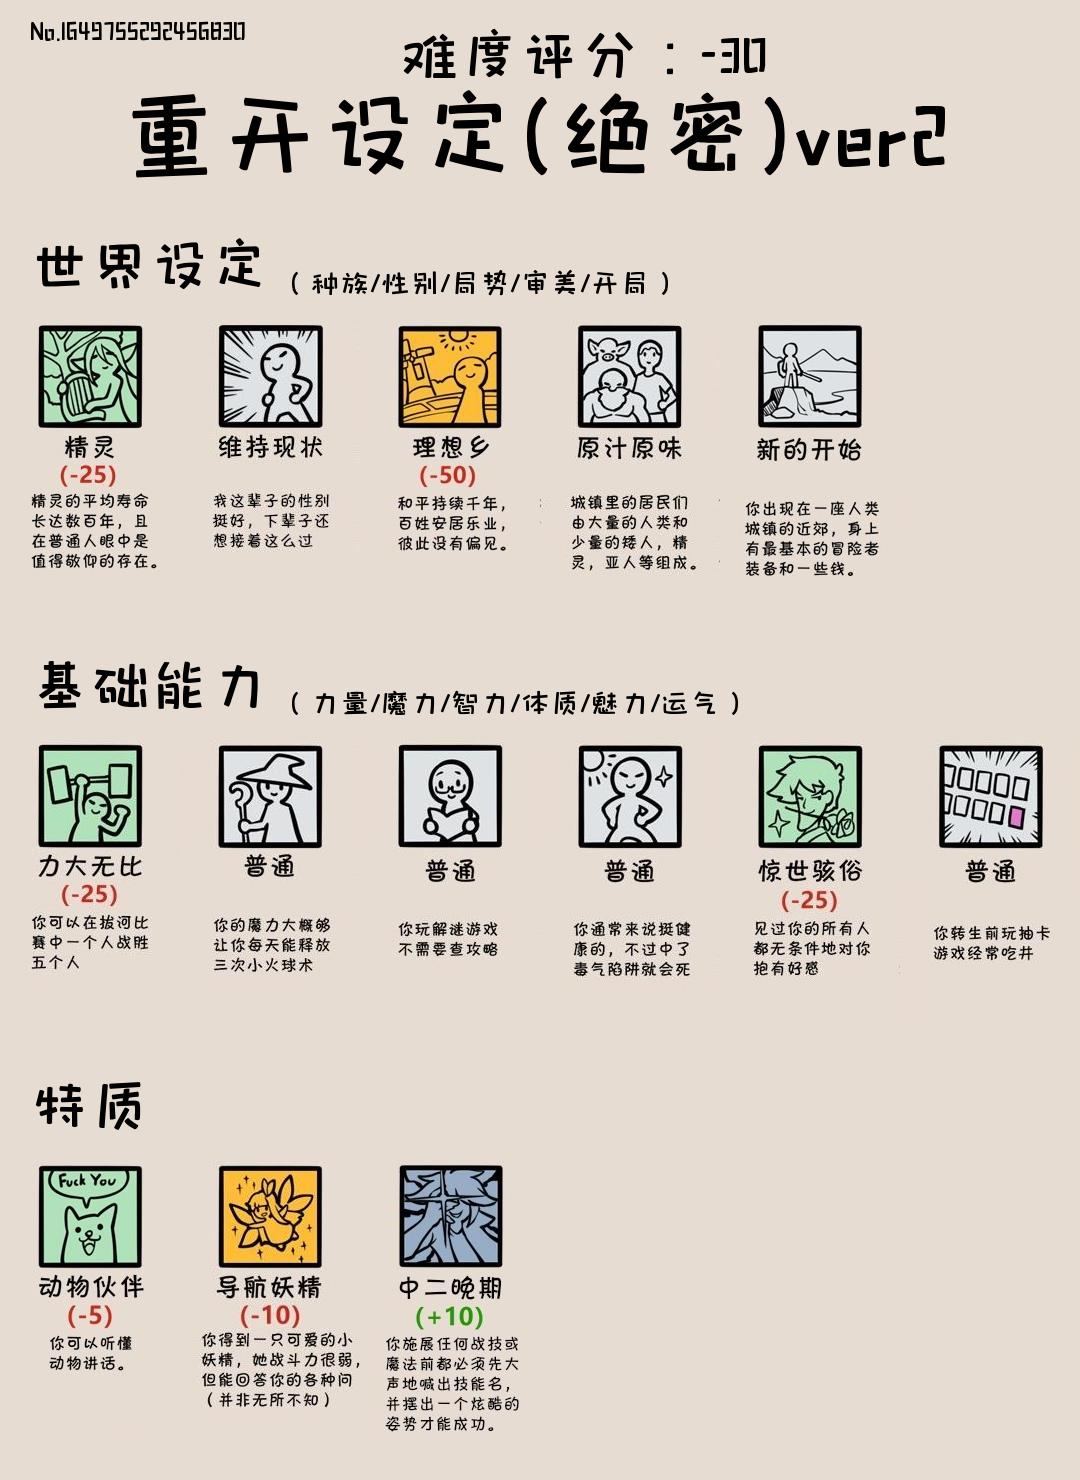 No.1649755292456830
难度评分：-30
重开设定(绝密)ver2
世界设定 （种族/性别/局势/审美/开局）
精灵 维持现状 理想乡 原汁原味 新的开始
(-25) (-50)
精灵的平均寿命
长达数百年，且
在普通人眼中是
值得敬仰的存在。
我这辈子的性别
挺好，下辈子还
想接着这么过
和平持续千年，
百姓安居乐业，
彼此没有偏见。
城镇里的居民们
由大量的人类和
少量的矮人，精
灵，亚人等组成。
你出现在一座人类
城镇的近郊，身上
有最基本的冒险者
装备和一些钱。
基础能力 （力量/魔力/智力/体质/魅力/运气）
力大无比 普通 普通 普通 惊世骇俗 普通
(-25) (-25)
你可以在拔河比
赛中一个人战胜
五个人
你的魔力大概够
让你每天能释放
三次小火球术
你玩解谜游戏
不需要查攻略
你通常来说挺健
康的，不过中了
毒气陷阱就会死
见过你的所有人
都无条件地对你
抱有好感
你转生前玩抽卡
游戏经常吃井
特质
Fuck You
动物伙伴 导航妖精 中二晚期
(-5) (-10) (+10)
你可以听懂
动物讲话。
你得到一只可爱的小
妖精，她战斗力很弱，
但能回答你的各种问
（并非无所不知）
你施展任何战技或
魔法前都必须先大
声地喊出技能名，
并摆出一个炫酷的
姿势才能成功。